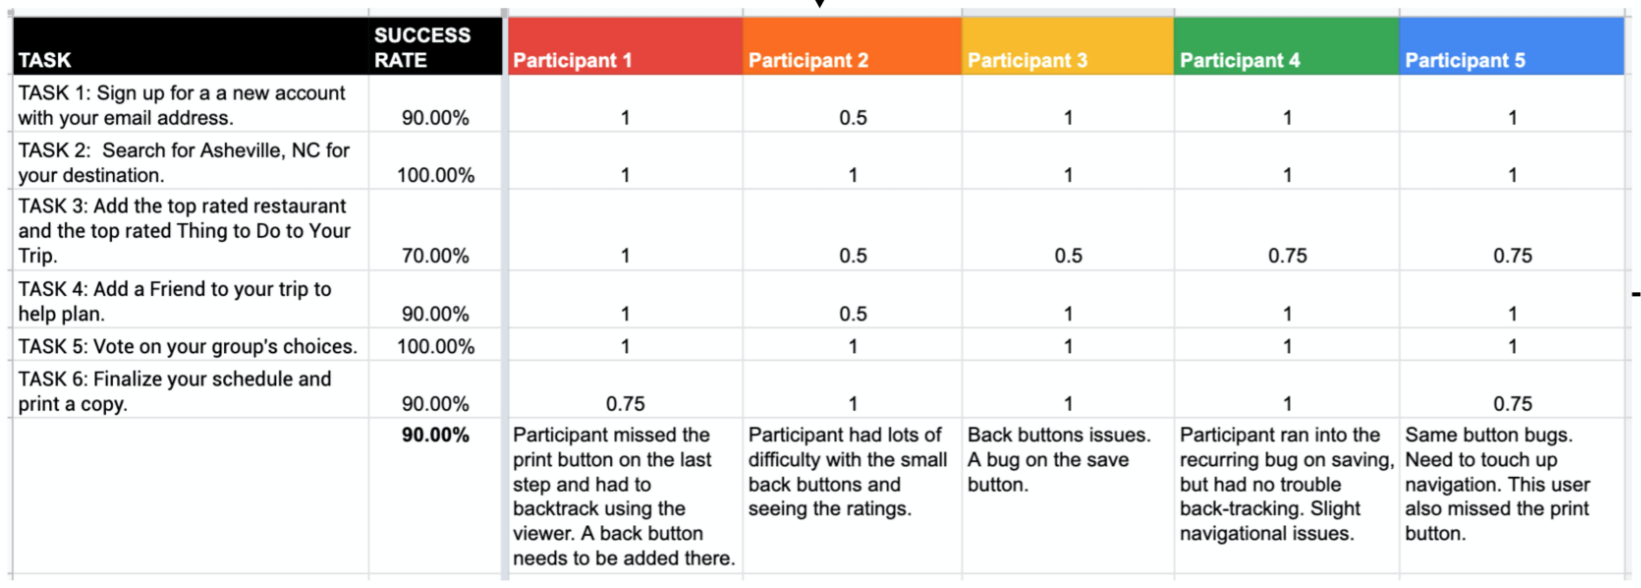 TASK SUCCESS RATE Participant 1 Participant 2 Participant 3 Participant 4 Participant 5
TASK 1: Sign up for a a new account
with your email address. 90.00% 1 0.5 1 1 1
TASK 2:  Search for Asheville, NC for
your destination. 100.00% 1 1 1 1 1
TASK 3: Add the top rated restaurant
and the top rated Thing to Do to Your
Trip. 70.00% 1 0.5 0.5 0.75 0.75
TASK 4: Add a Friend to your trip to
help plan. 90.00% 1 0.5 1 1 1
TASK 5: Vote on your group's choices. 100.00% 1 1 1 1 1
TASK 6: Finalize your schedule and
print a copy. 90.00% 0.75 1 1 1 0.75
90.00%
Participant missed the
print button on the last
step and had to
backtrack using the
viewer. A back button
needs to be added there.
Participant had lots of
difficulty with the small
back buttons and
seeing the ratings.
Back buttons issues.
A bug on the save
button.
Participant ran into the
recurring bug on saving,
but had no trouble
back-tracking. Slight
navigational issues.
Same button bugs.
Need to touch up
navigation. This user
also missed the print
button.